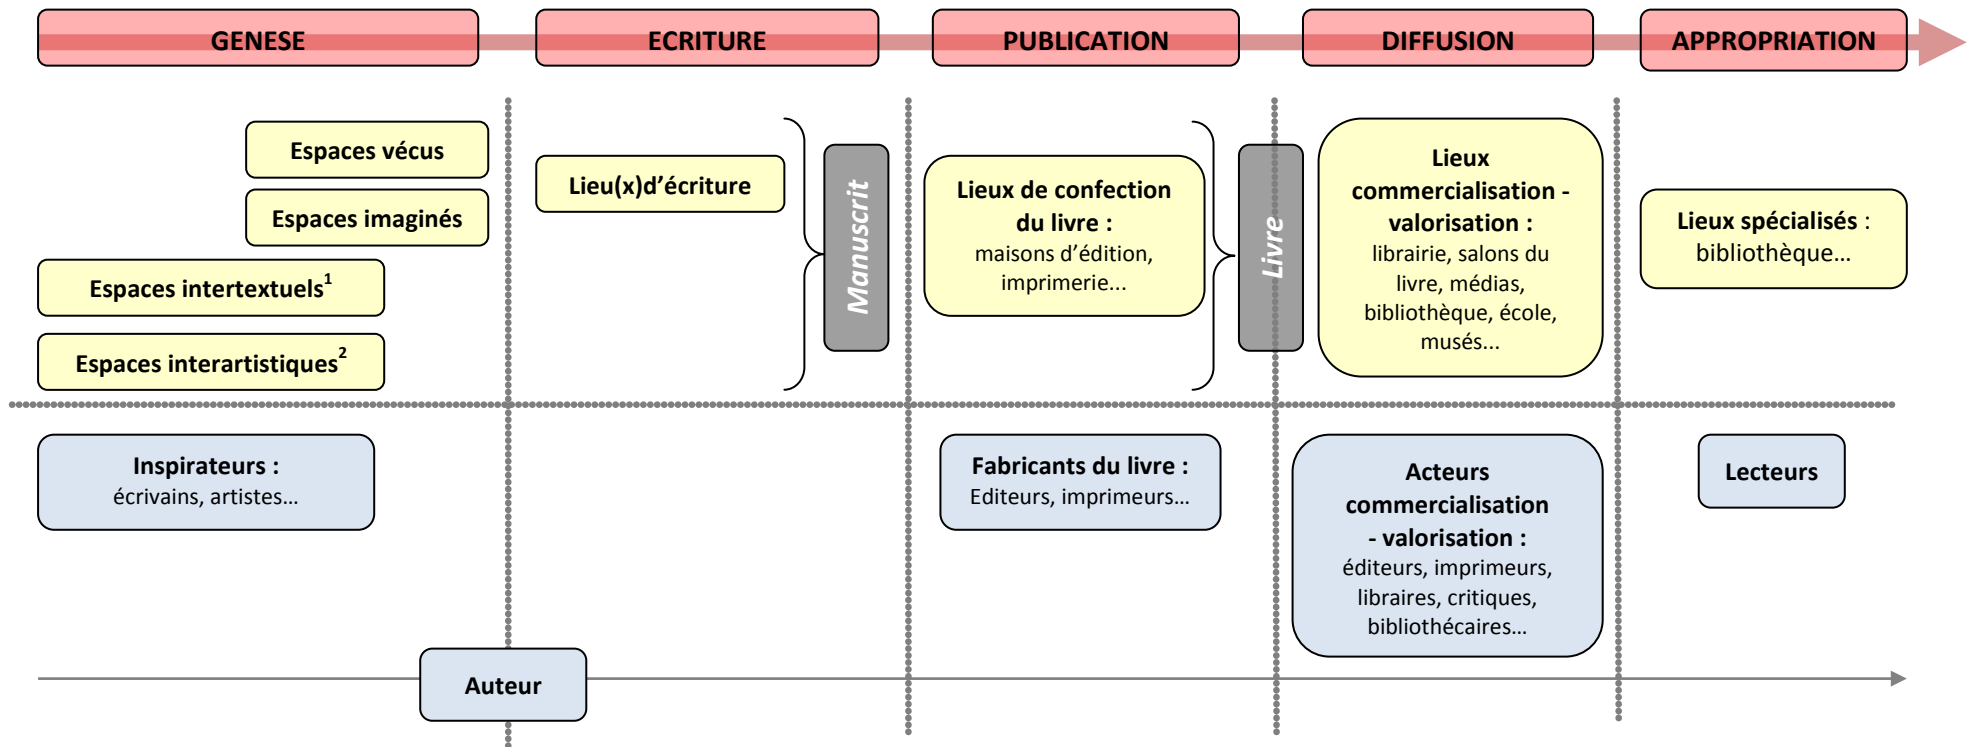 GENESE
ECRITURE
PUBLICATION
DIFFUSION
APPROPRIATION
Espaces vécus
Espaces imaginés
Espaces intertextuels¹
Espaces interartistiques²
Lieu(x)d’écriture
Manuscrit
Lieux de confection
du livre :
maisons d’édition,
imprimerie...
Livre
Lieux
commercialisation -
valorisation :
librairie, salons du
livre, médias,
bibliothèque, école,
musés...
Lieux spécialisés :
bibliothèque…
Inspirateurs :
écrivains, artistes…
Fabricants du livre :
Editeurs, imprimeurs…
Acteurs
commercialisation
- valorisation :
éditeurs, imprimeurs,
libraires, critiques,
bibliothécaires…
Lecteurs
Auteur